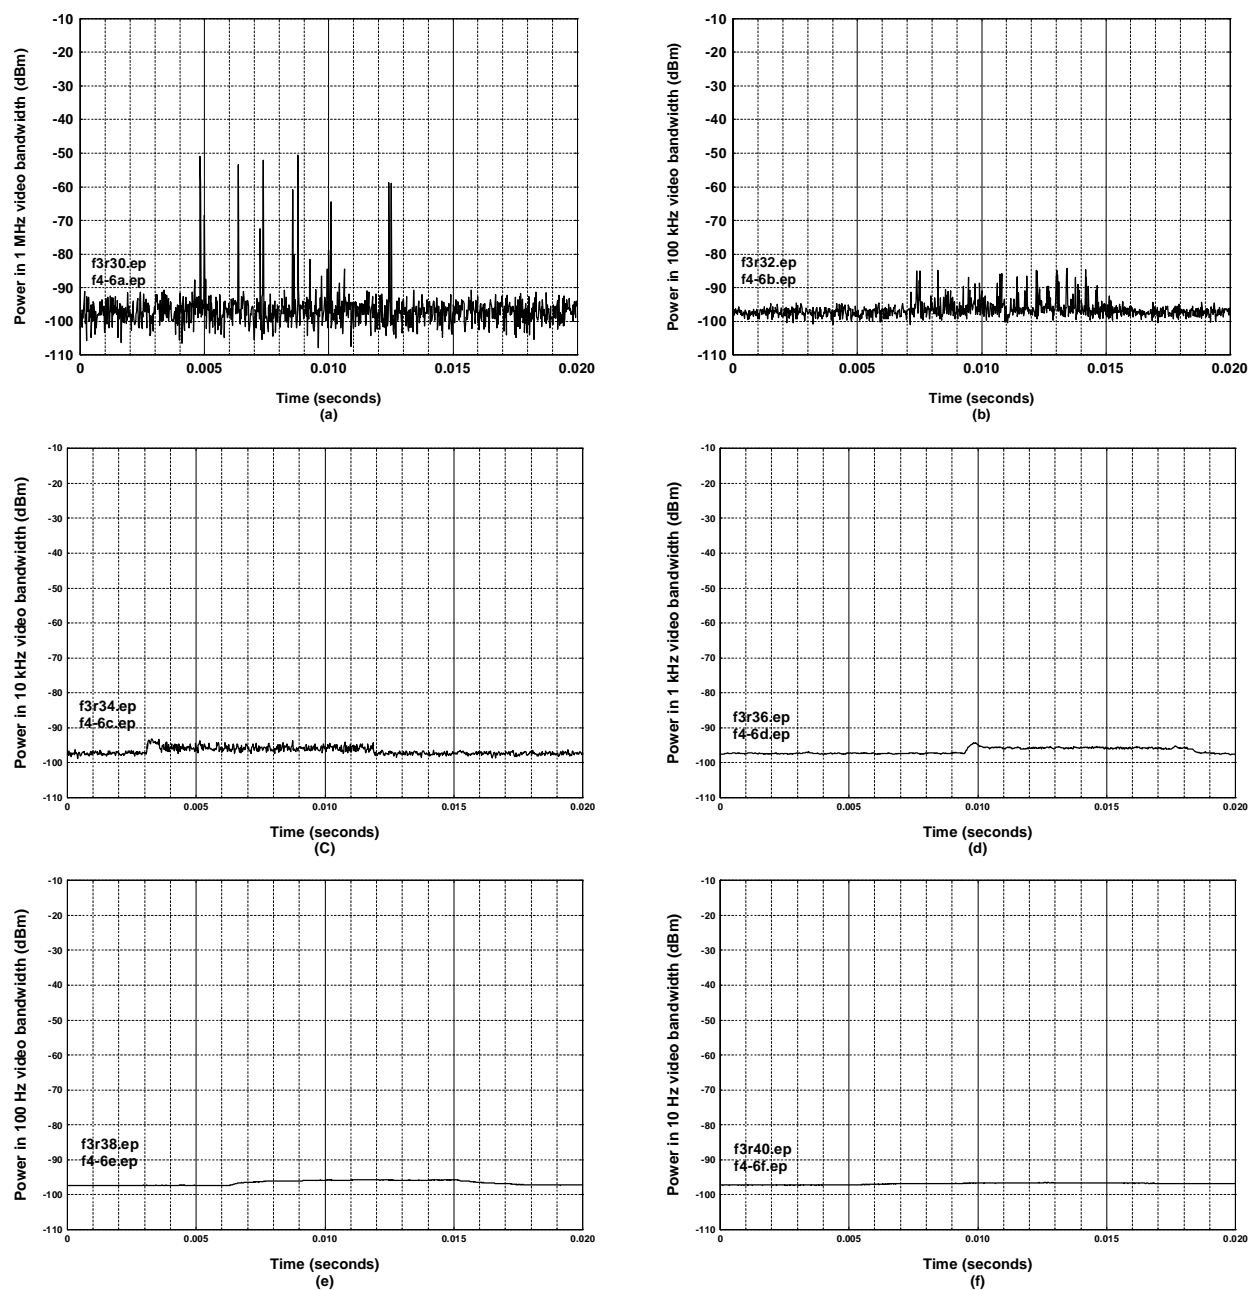 -10
-20
-30
-40
-50
-60
-70
-80
-90
-100
-110
Power in 1 MHz video bandwidth (dBm)
f3r30.ep
f4-6a.ep
0 0.005 0.010 0.015 0.020
Time (seconds)
(a)
-10
-20
-30
-40
-50
-60
-70
-80
-90
-100
-110
Power in 100 kHz video bandwidth (dBm)
f3r32.ep
f4-6b.ep
0 0.005 0.010 0.015 0.020
Time (seconds)
(b)
-10
-20
-30
-40
-50
-60
-70
-80
-90
-100
-110
Power in 10 kHz video bandwidth (dBm)
f3r34.ep
f4-6c.ep
0 0.005 0.010 0.015 0.020
Time (seconds)
(C)
-10
-20
-30
-40
-50
-60
-70
-80
-90
-100
-110
Power in 1 kHz video bandwidth (dBm)
f3r36.ep
f4-6d.ep
0 0.005 0.010 0.015 0.020
Time (seconds)
(d)
-10
-20
-30
-40
-50
-60
-70
-80
-90
-100
-110
Power in 100 Hz video bandwidth (dBm)
f3r38.ep
f4-6e.ep
0 0.005 0.010 0.015 0.020
Time (seconds)
(e)
-10
-20
-30
-40
-50
-60
-70
-80
-90
-100
-110
Power in 10 Hz video bandwidth (dBm)
f3r40.ep
f4-6f.ep
0 0.005 0.010 0.015 0.020
Time (seconds)
(f)